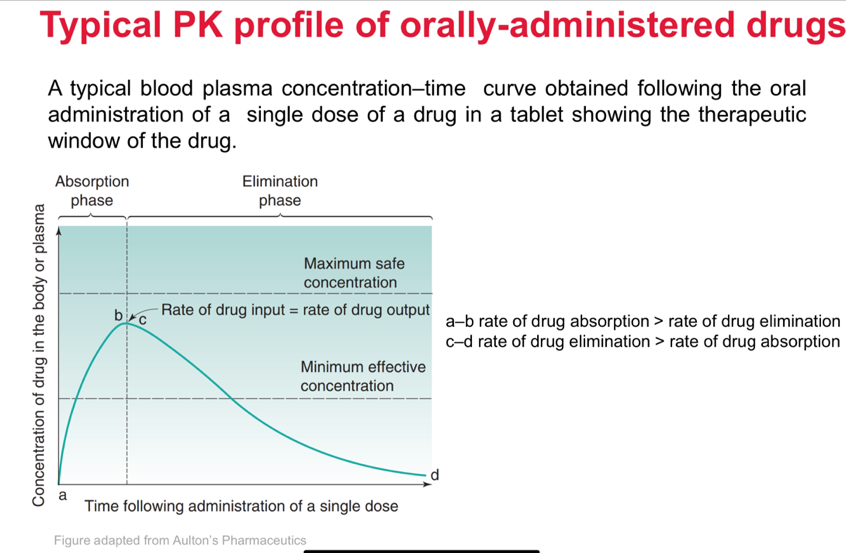 Typical PK profile of orally-administered drugs
A typical blood plasma concentration–time curve obtained following the oral
administration of a single dose of a drug in a tablet showing the therapeutic
window of the drug.
Absorption
phase
Elimination
phase
Concentration of drug in the body or plasma
Maximum safe
concentration
b
c
Rate of drug input = rate of drug output
a–b rate of drug absorption > rate of drug elimination
c–d rate of drug elimination > rate of drug absorption
Minimum effective
concentration
d
a
Time following administration of a single dose
Figure adapted from Aulton's Pharmaceutics